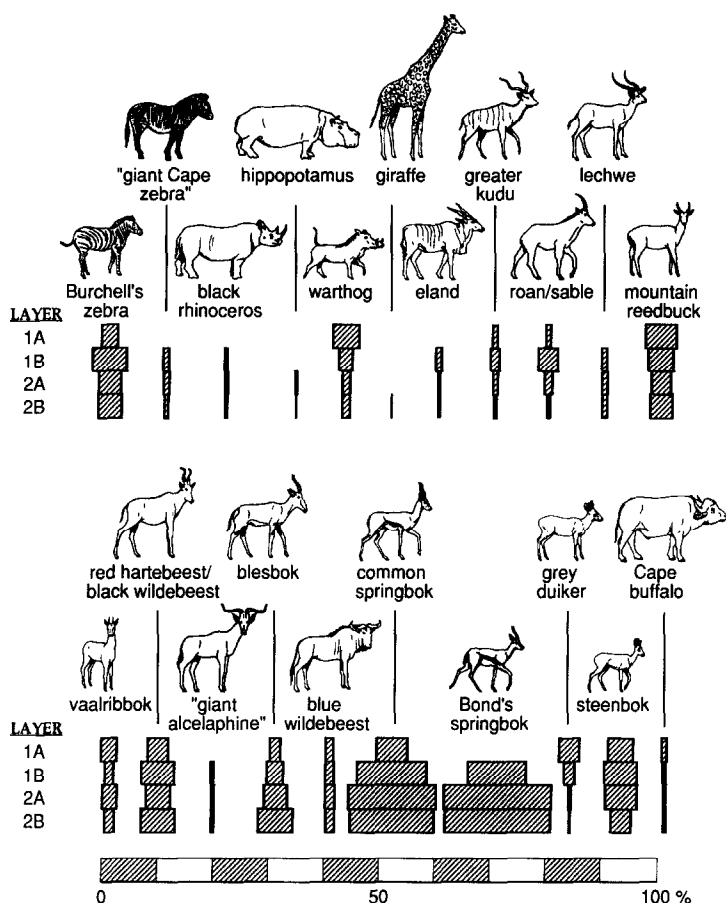 "giant Cape zebra"
hippopotamus
giraffe
greater kudu
lechwe
Burchell's zebra
black rhinoceros
warthog
eland
roan/sable
mountain reedbuck
LAYER
1A
1B
2A
2B
red hartebeest/
black wildebeest
blesbok
common springbok
grey duiker
Cape buffalo
vaalribbok
"giant alcelaphine"
blue wildebeest
Bond's springbok
steenbok
LAYER
1A
1B
2A
2B
0 50 100 %